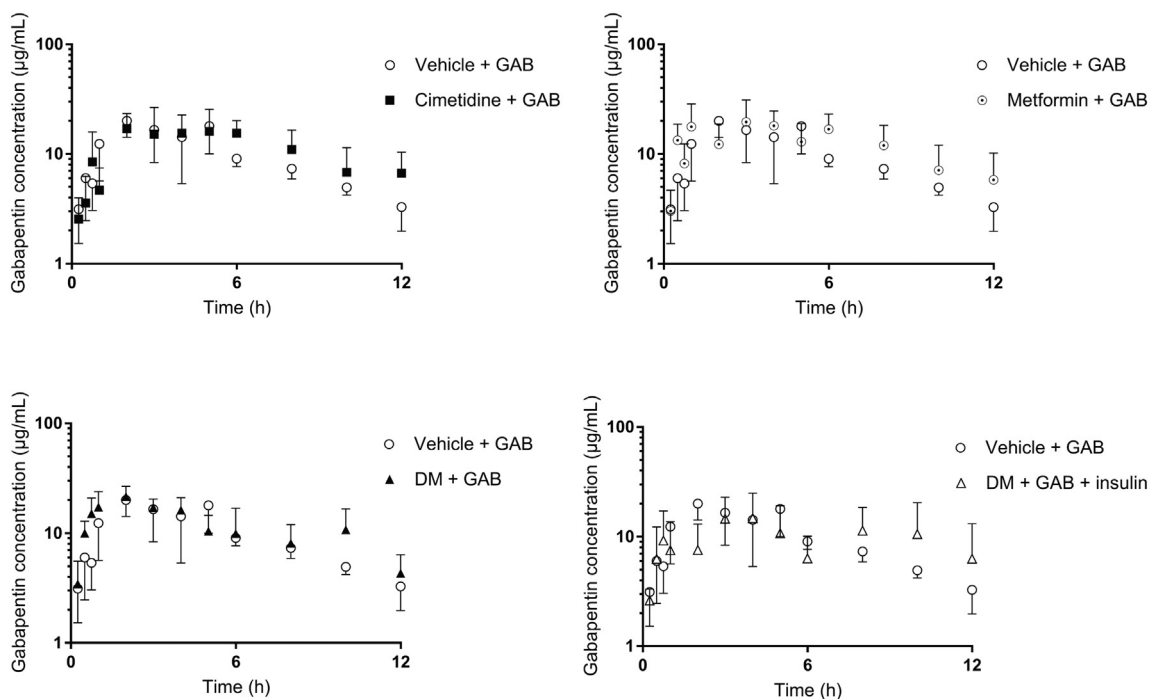 Gabapentin concentration (µg/mL)
100
10
1
0
6
12
Time (h)
Vehicle + GAB
Cimetidine + GAB
Gabapentin concentration (µg/mL)
100
10
1
0
6
12
Time (h)
Vehicle + GAB
Metformin + GAB
Gabapentin concentration (µg/mL)
100
10
1
0
6
12
Time (h)
Vehicle + GAB
DM + GAB
Gabapentin concentration (µg/mL)
100
10
1
0
6
12
Time (h)
Vehicle + GAB
DM + GAB + insulin